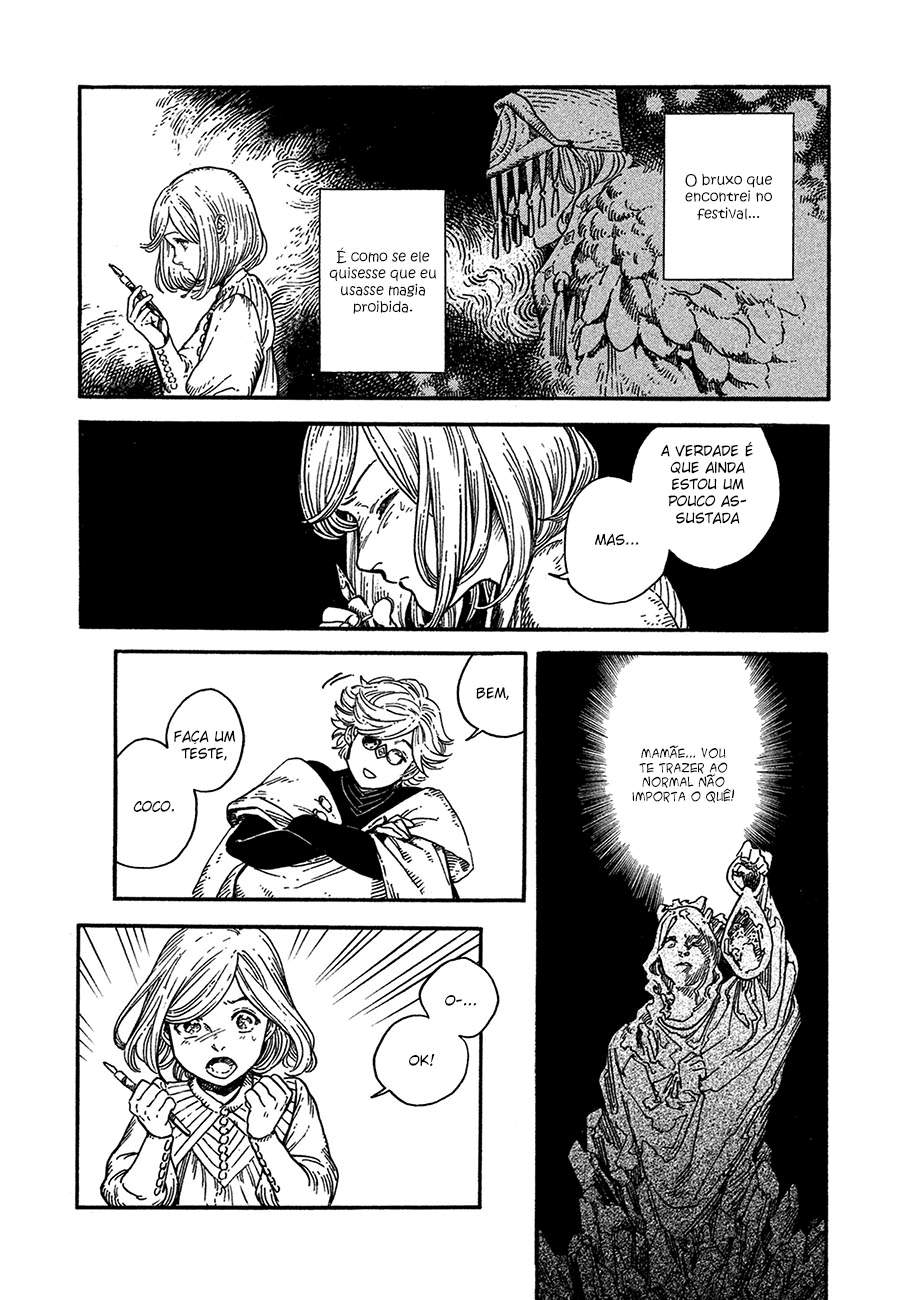 O bruxo que
encontrei no
festival...
É como se ele
quisesse que eu
usasse magia
proibida.
A VERDADE É
QUE AINDA
ESTOU UM
POUCO AS-
SUSTADA
MAS...
MAMÃE... VOU
TE TRAZER AO
NORMAL NÃO
IMPORTA O QUÊ!
BEM,
FAÇA UM
TESTE,
COCO.
O-...
OK!